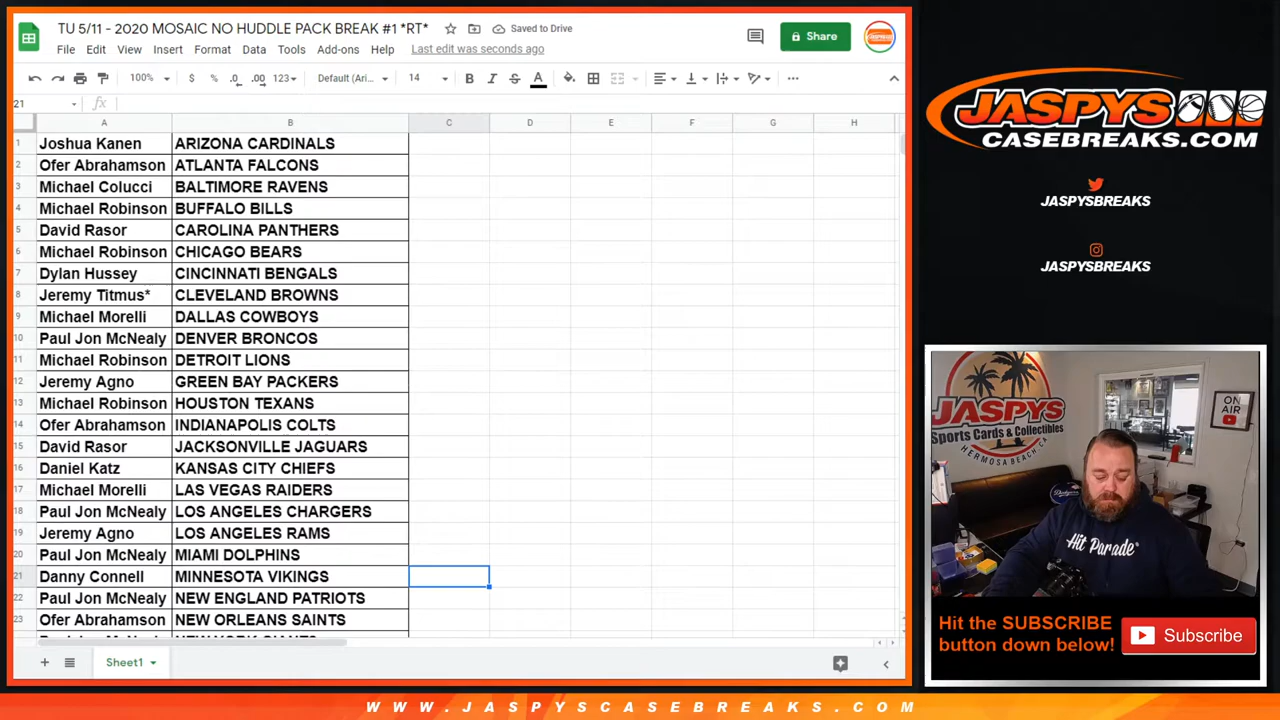 TU 5/11 - 2020 MOSAIC NO HUDDLE PACK BREAK #1 *RT*
Saved to Drive
File Edit View Insert Format Data Tools Add-ons Help Last edit was seconds ago
Share
100% $ % .0 .00 123 Default (Ari... 14 B I S A
21 fx
A B C D E F G H
1 Joshua Kanen ARIZONA CARDINALS
2 Ofer Abrahamson ATLANTA FALCONS
3 Michael Colucci BALTIMORE RAVENS
4 Michael Robinson BUFFALO BILLS
5 David Rasor CAROLINA PANTHERS
6 Michael Robinson CHICAGO BEARS
7 Dylan Hussey CINCINNATI BENGALS
8 Jeremy Titmus* CLEVELAND BROWNS
9 Michael Morelli DALLAS COWBOYS
10 Paul Jon McNealy DENVER BRONCOS
11 Michael Robinson DETROIT LIONS
12 Jeremy Agno GREEN BAY PACKERS
13 Michael Robinson HOUSTON TEXANS
14 Ofer Abrahamson INDIANAPOLIS COLTS
15 David Rasor JACKSONVILLE JAGUARS
16 Daniel Katz KANSAS CITY CHIEFS
17 Michael Morelli LAS VEGAS RAIDERS
18 Paul Jon McNealy LOS ANGELES CHARGERS
19 Jeremy Agno LOS ANGELES RAMS
20 Paul Jon McNealy MIAMI DOLPHINS
21 Danny Connell MINNESOTA VIKINGS
22 Paul Jon McNealy NEW ENGLAND PATRIOTS
23 Ofer Abrahamson NEW ORLEANS SAINTS
Sheet1
JASPYS
CASEBREAKS.COM
JASPYSBREAKS
JASPYSBREAKS
JASPYS
Sports Cards & Collectibles
HERMOSA BEACH, CA
ON
AIR
Dodgers
Hit Parade
Hit the SUBSCRIBE
button down below!
Subscribe
WWW.JASPYSCASEBREAKS.COM